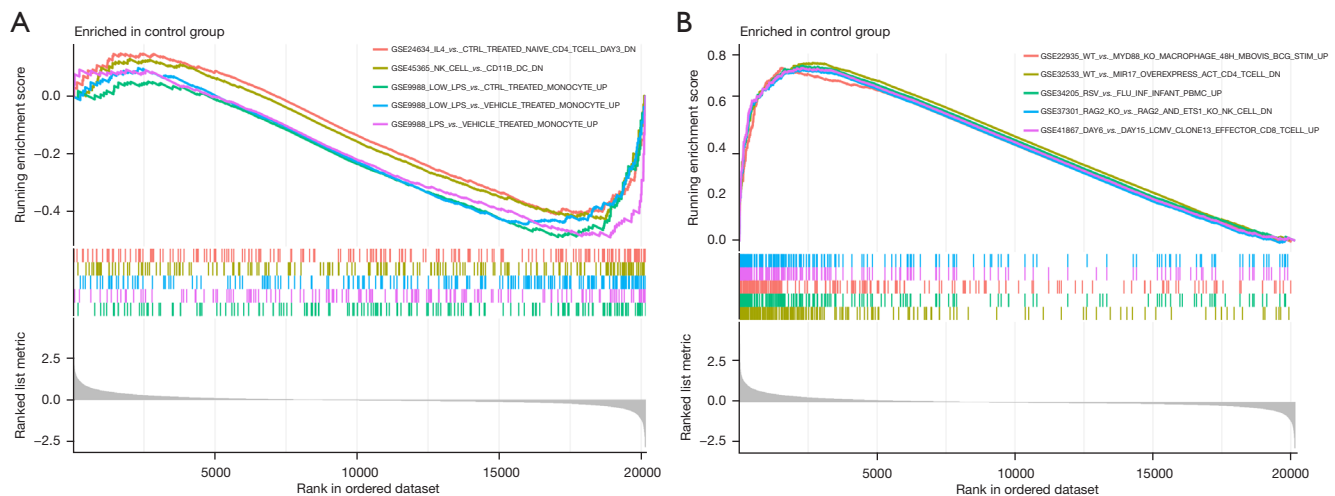 A
Enriched in control group
GSE24634_IL4_vs._CTRL_TREATED_NAIVE_CD4_TCELL_DAY3_DN
GSE45365_NK_CELL_vs._CD11B_DC_DN
GSE9988_LOW_LPS_vs._CTRL_TREATED_MONOCYTE_UP
GSE9988_LOW_LPS_vs._VEHICLE_TREATED_MONOCYTE_UP
GSE9988_LPS_vs._VEHICLE_TREATED_MONOCYTE_UP
Running enrichment score
0.0
−0.2
−0.4
Ranked list metric
2.5
0.0
−2.5
5000
10000
15000
20000
Rank in ordered dataset
B
Enriched in control group
GSE22935_WT_vs._MYD88_KO_MACROPHAGE_48H_MBOVIS_BCG_STIM_UP
GSE32533_WT_vs._MIR17_OVEREXPRESS_ACT_CD4_TCELL_DN
GSE34205_RSV_vs._FLU_INF_INFANT_PBMC_UP
GSE37301_RAG2_KO_vs._RAG2_AND_ETS1_KO_NK_CELL_DN
GSE41867_DAY6_vs._DAY15_LCMV_CLONE13_EFFECTOR_CD8_TCELL_UP
Running enrichment score
0.8
0.6
0.4
0.2
0.0
Ranked list metric
2.5
0.0
−2.5
5000
10000
15000
20000
Rank in ordered dataset